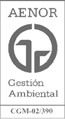 AENOR
Gestión
Ambiental
CGM-02/390